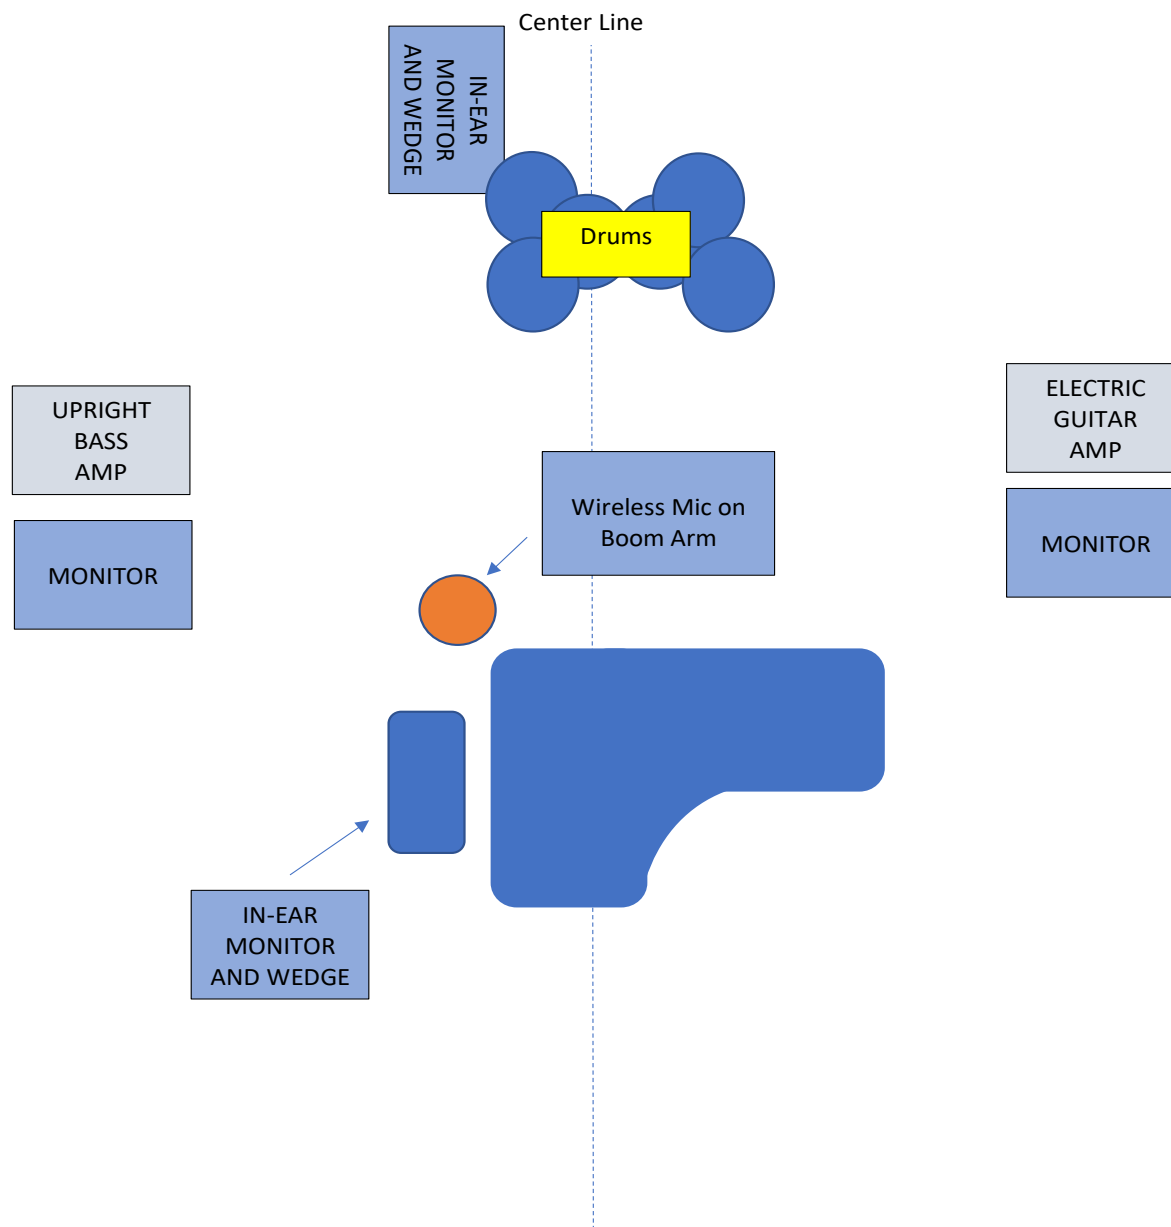 Center Line
IN-EAR
MONITOR
AND WEDGE
Drums
UPRIGHT
BASS
AMP
ELECTRIC
GUITAR
AMP
Wireless Mic on
Boom Arm
MONITOR
MONITOR
IN-EAR
MONITOR
AND WEDGE